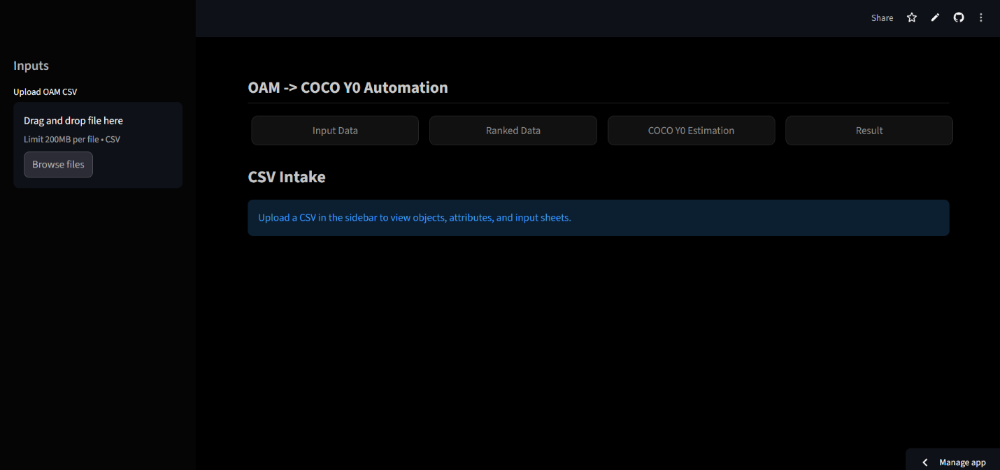 Share
Inputs
Upload OAM CSV
Drag and drop file here
Limit 200MB per file • CSV
Browse files
OAM -> COCO Y0 Automation
Input Data
Ranked Data
COCO Y0 Estimation
Result
CSV Intake
Upload a CSV in the sidebar to view objects, attributes, and input sheets.
Manage app